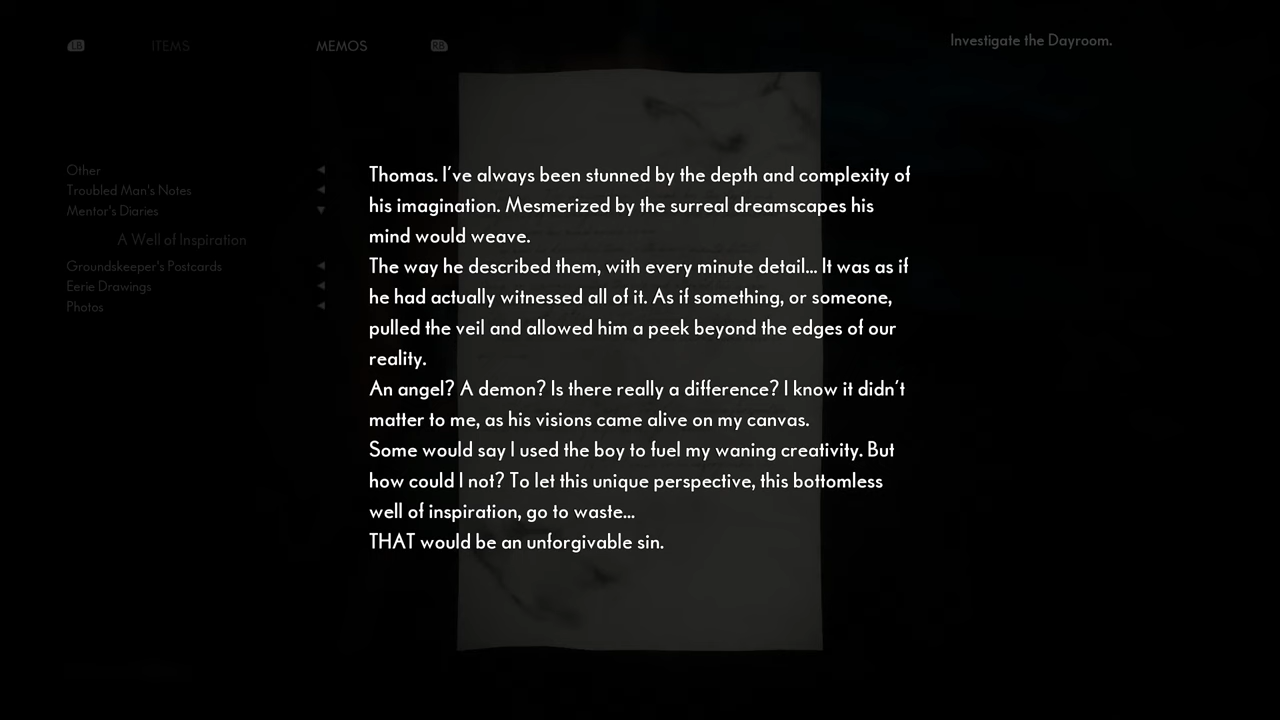 LB ITEMS MEMOS RB
Investigate the Dayroom.
Other
Troubled Man's Notes
Mentor's Diaries
A Well of Inspiration
Groundskeeper's Postcards
Eerie Drawings
Photos
Thomas. I've always been stunned by the depth and complexity of
his imagination. Mesmerized by the surreal dreamscapes his
mind would weave.
The way he described them, with every minute detail... It was as if
he had actually witnessed all of it. As if something, or someone,
pulled the veil and allowed him a peek beyond the edges of our
reality.
An angel? A demon? Is there really a difference? I know it didn't
matter to me, as his visions came alive on my canvas.
Some would say I used the boy to fuel my waning creativity. But
how could I not? To let this unique perspective, this bottomless
well of inspiration, go to waste...
THAT would be an unforgivable sin.